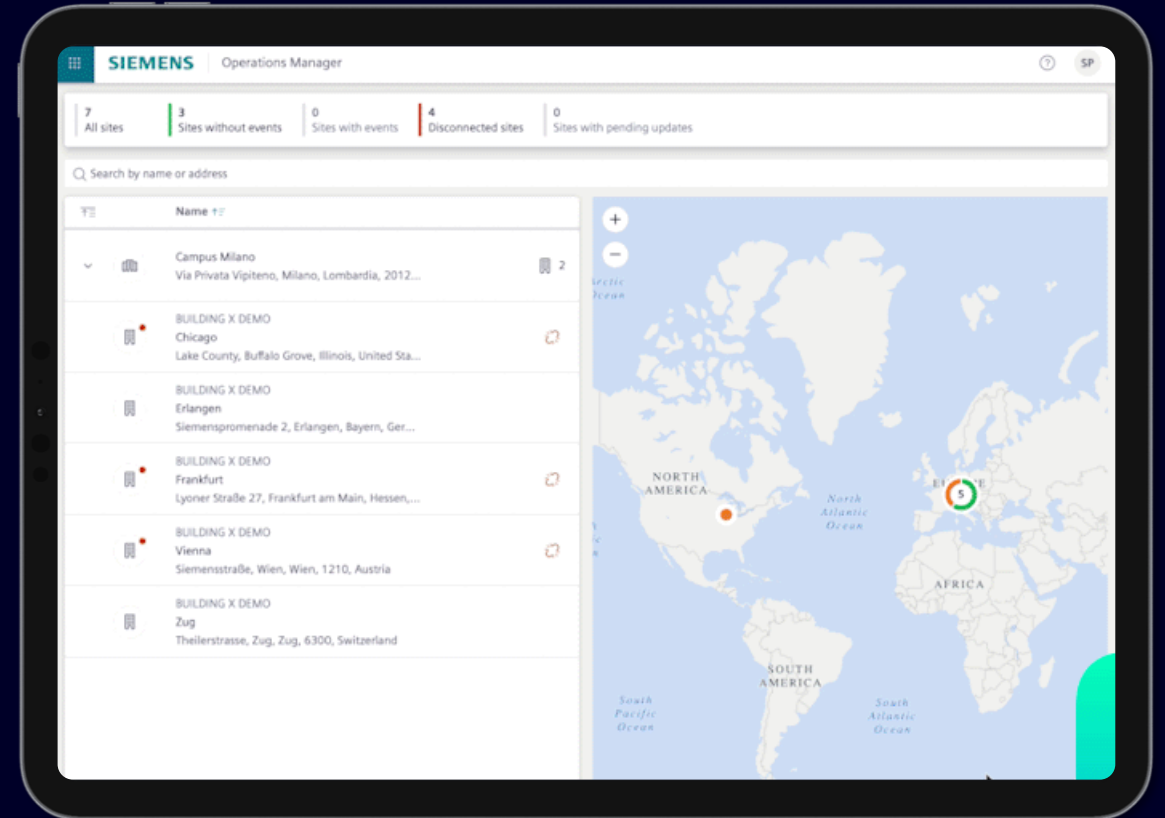 SIEMENS Operations Manager SP
7
All sites
3
Sites without events
0
Sites with events
4
Disconnected sites
0
Sites with pending updates
Search by name or address
Name
Campus Milano
Via Privata Vipiteno, Milano, Lombardia, 2012...
2
BUILDING X DEMO
Chicago
Lake County, Buffalo Grove, Illinois, United Sta...
BUILDING X DEMO
Erlangen
Siemenspromenade 2, Erlangen, Bayern, Ger...
BUILDING X DEMO
Frankfurt
Lyoner Straße 27, Frankfurt am Main, Hessen,...
BUILDING X DEMO
Vienna
Siemensstraße, Wien, Wien, 1210, Austria
BUILDING X DEMO
Zug
Theilerstrasse, Zug, Zug, 6300, Switzerland
+
−
Arctic
Ocean
NORTH
AMERICA
North
Atlantic
Ocean
5
AFRICA
SOUTH
AMERICA
South
Pacific
Ocean
South
Atlantic
Ocean